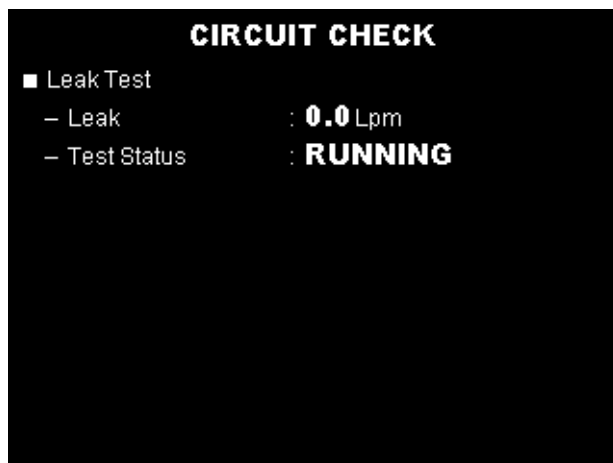 CIRCUIT CHECK
■ Leak Test
– Leak : 0.0 Lpm
– Test Status : RUNNING